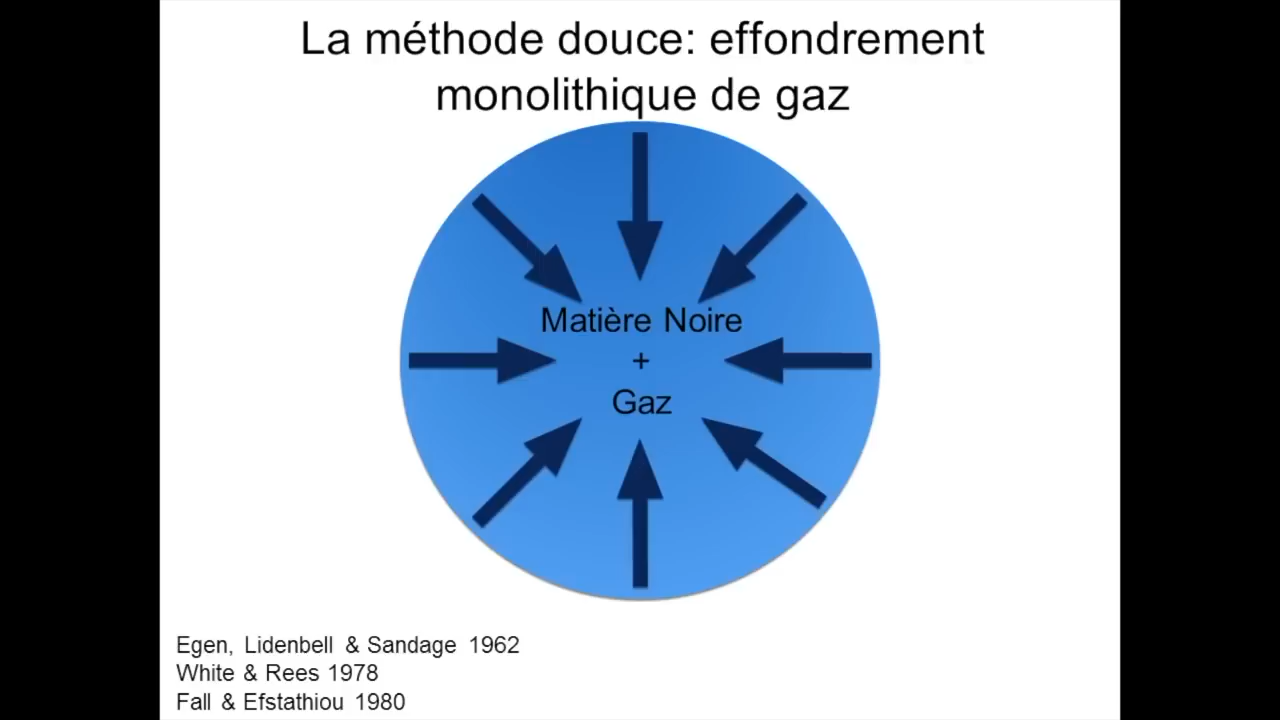 La méthode douce: effondrement
monolithique de gaz
Matière Noire
+
Gaz
Egen, Lidenbell & Sandage 1962
White & Rees 1978
Fall & Efstathiou 1980